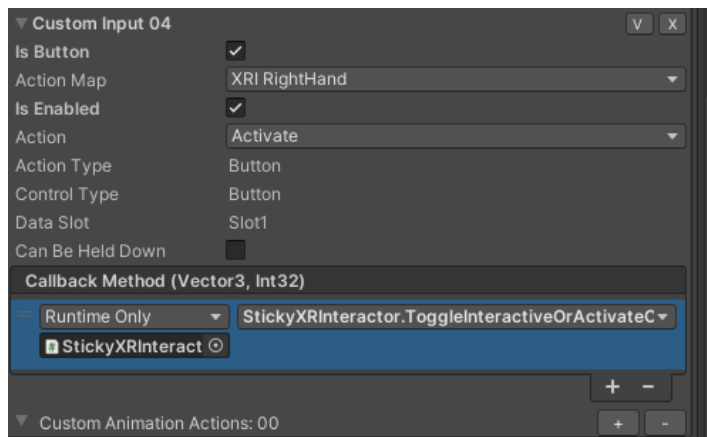 Custom Input 04 V X
Is Button
Action Map XRI RightHand
Is Enabled
Action Activate
Action Type Button
Control Type Button
Data Slot Slot1
Can Be Held Down
Callback Method (Vector3, Int32)
Runtime Only StickyXRInteractor.ToggleInteractiveOrActivateC
StickyXRInteract
+ -
Custom Animation Actions: 00 + -